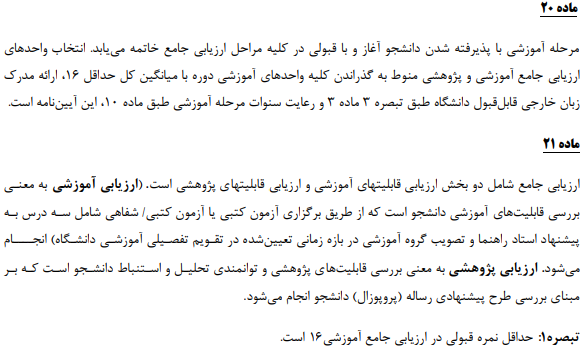 ماده ۲۰
مرحله آموزشی با پذیرفته شدن دانشجو آغاز و با قبولی در کلیه مراحل ارزیابی جامع خاتمه می‌یابد. انتخاب واحدهای
ارزیابی جامع آموزشی و پژوهشی منوط به گذراندن کلیه واحدهای آموزشی دوره با میانگین کل حداقل ۱۶، ارائه مدرک
زبان خارجی قابل‌قبول دانشگاه طبق تبصره ۳ ماده ۳ و رعایت سنوات مرحله آموزشی طبق ماده ۱۰، این آیین‌نامه است.
ماده ۲۱
ارزیابی جامع شامل دو بخش ارزیابی قابلیتهای آموزشی و ارزیابی قابلیتهای پژوهشی است. (ارزیابی آموزشی به معنی
بررسی قابلیت‌های آموزشی دانشجو است که از طریق برگزاری آزمون کتبی یا آزمون کتبی/ شفاهی شامل سه درس به
پیشنهاد استاد راهنما و تصویب گروه آموزشی در بازه زمانی تعیین‌شده در تقویم تفصیلی آموزشی دانشگاه) انجام
می‌شود. ارزیابی پژوهشی به معنی بررسی قابلیت‌های پژوهشی و توانمندی تحلیل و استنباط دانشجو است که بر
مبنای بررسی طرح پیشنهادی رساله (پروپوزال) دانشجو انجام می‌شود.
تبصره۱: حداقل نمره قبولی در ارزیابی جامع آموزشی۱۶ است.